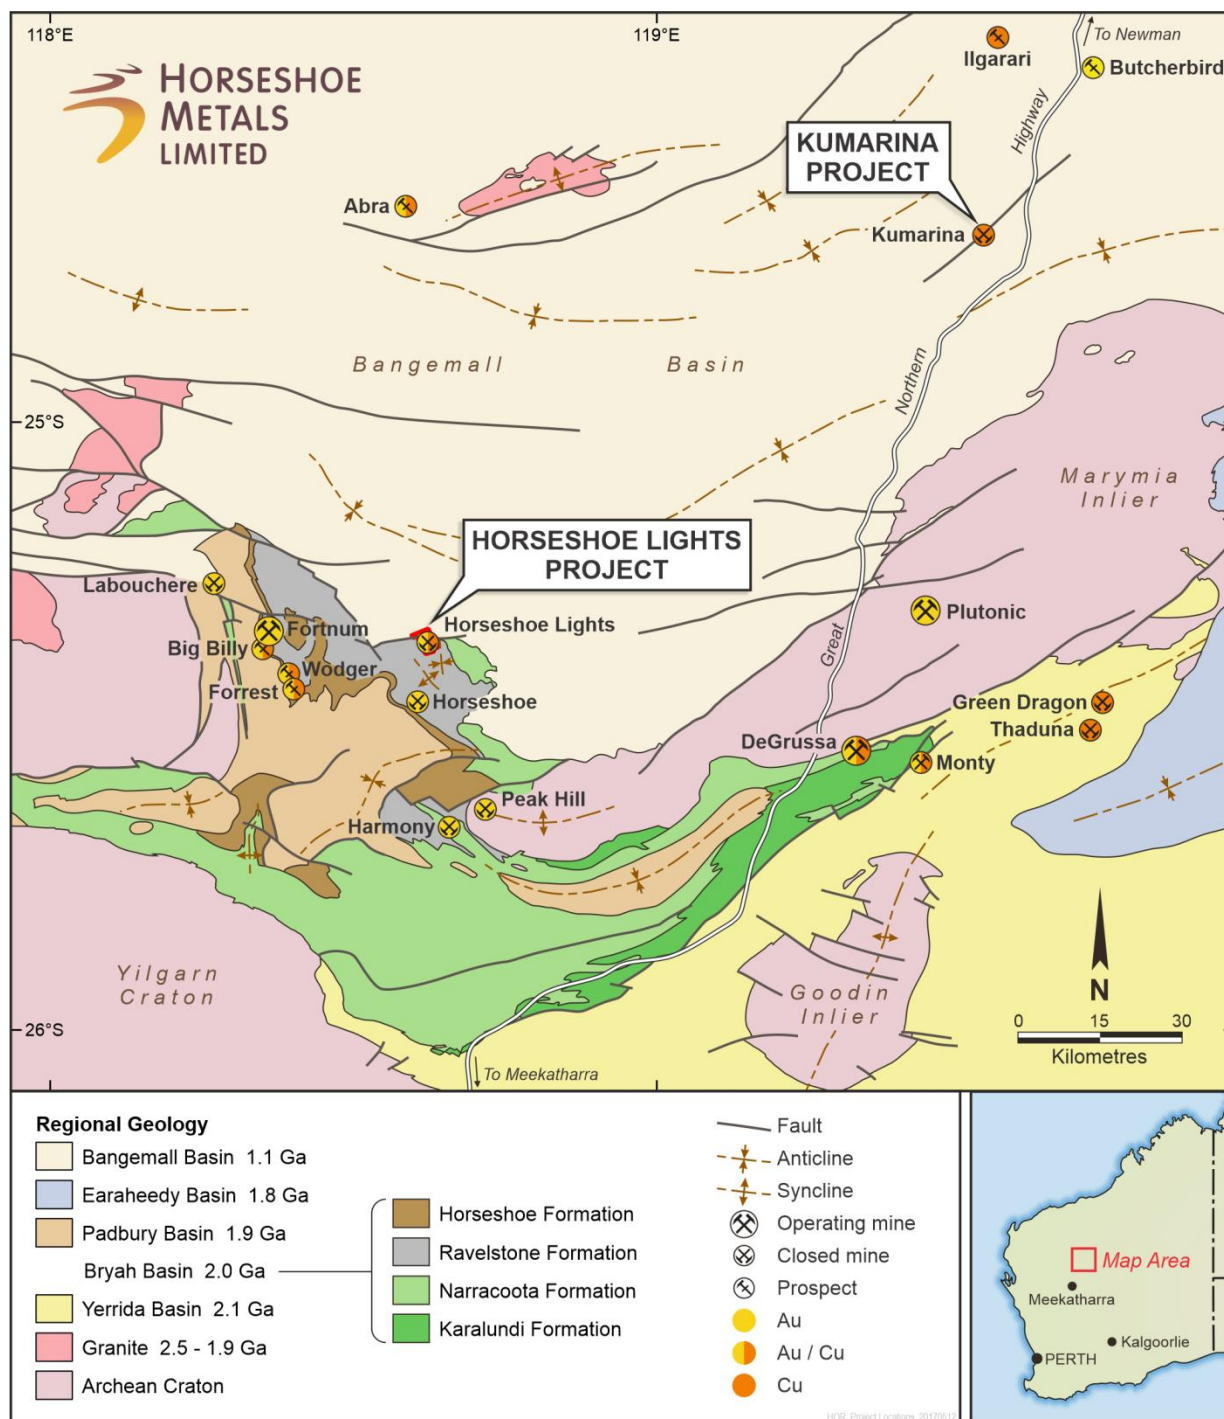 118°E
119°E
To Newman
Ilgarari
Butcherbird
HORSESHOE
METALS
LIMITED
Highway
KUMARINA
PROJECT
Abra
Kumarina
Bangemall Basin
Northern
25°S
Marymia
Inlier
HORSESHOE LIGHTS
PROJECT
Labouchere
Plutonic
Horseshoe Lights
Fortnum
Great
Big Billy
Wodger
Forrest
Horseshoe
Green Dragon
Thaduna
DeGrussa
Monty
Peak Hill
Harmony
Yilgarn
Craton
Goodin
Inlier
N
26°S
0 15 30
Kilometres
To Meekatharra
Regional Geology
Bangemall Basin 1.1 Ga
Earaheedy Basin 1.8 Ga
Padbury Basin 1.9 Ga
Bryah Basin 2.0 Ga
Yerrida Basin 2.1 Ga
Granite 2.5 - 1.9 Ga
Archean Craton
Horseshoe Formation
Ravelstone Formation
Narracoota Formation
Karalundi Formation
Fault
Anticline
Syncline
Operating mine
Closed mine
Prospect
Au
Au / Cu
Cu
Map Area
Meekatharra
Kalgoorlie
PERTH
HOR_Project Locations_20170512